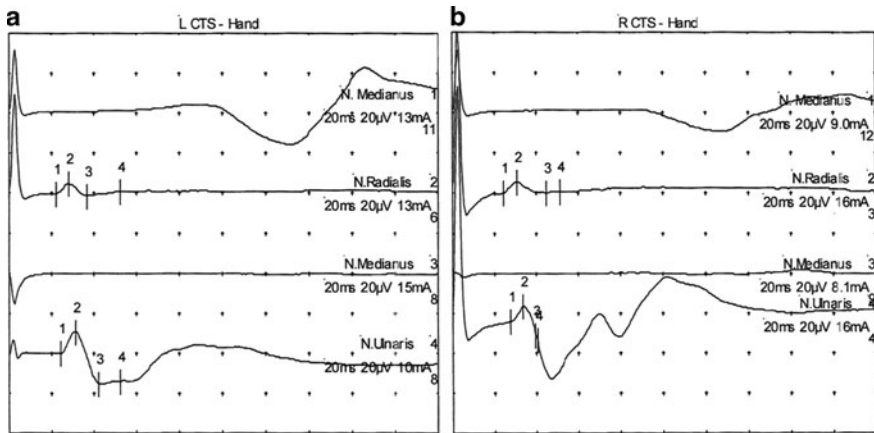 a
L CTS - Hand
N. Medianus 1
20ms 20µV 13mA
11
1 2 3 4
N.Radialis 2
20ms 20µV 13mA
6
N.Medianus 3
20ms 20µV 15mA
8
1 2 3 4
N.Ulnaris 4
20ms 20µV 10mA
8
b
R CTS - Hand
N. Medianus 1
20ms 20µV 9.0mA
12
1 2 3 4
N.Radialis 2
20ms 20µV 16mA
3
N.Medianus 3
20ms 20µV 8.1mA
1 2 3 4
N.Ulnaris
20ms 20µV 16mA
4